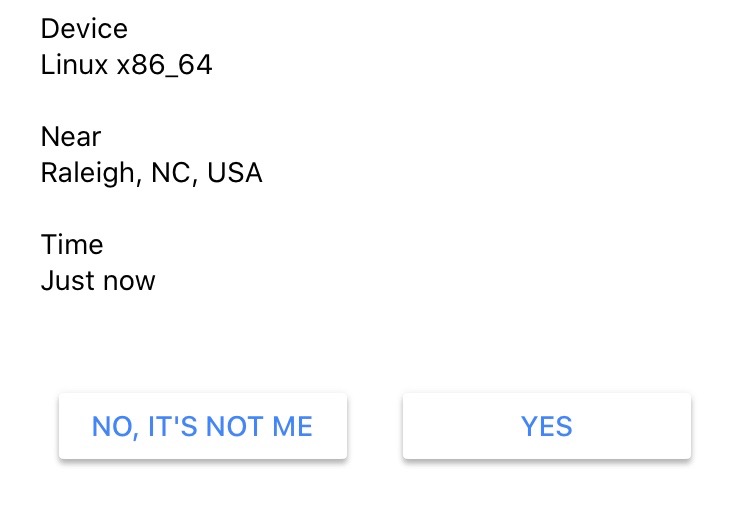 Device
Linux x86_64
Near
Raleigh, NC, USA
Time
Just now
NO, IT'S NOT ME
YES